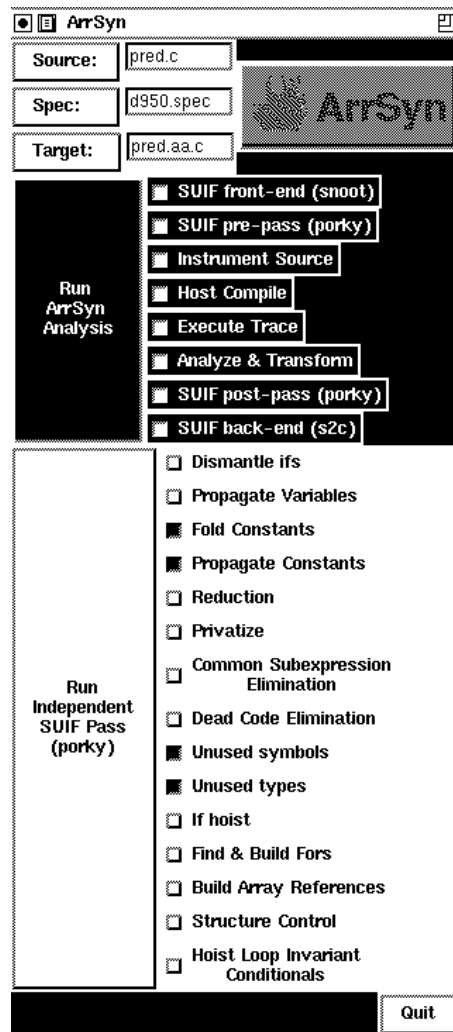 ArrSyn
Source: pred.c
Spec: d950.spec
ArrSyn
Target: pred.aa.c
Run
ArrSyn
Analysis
SUIF front-end (snoot)
SUIF pre-pass (porky)
Instrument Source
Host Compile
Execute Trace
Analyze & Transform
SUIF post-pass (porky)
SUIF back-end (s2c)
Run
Independent
SUIF Pass
(porky)
Dismantle ifs
Propagate Variables
Fold Constants
Propagate Constants
Reduction
Privatize
Common Subexpression
Elimination
Dead Code Elimination
Unused symbols
Unused types
If hoist
Find & Build Fors
Build Array References
Structure Control
Hoist Loop Invariant
Conditionals
Quit